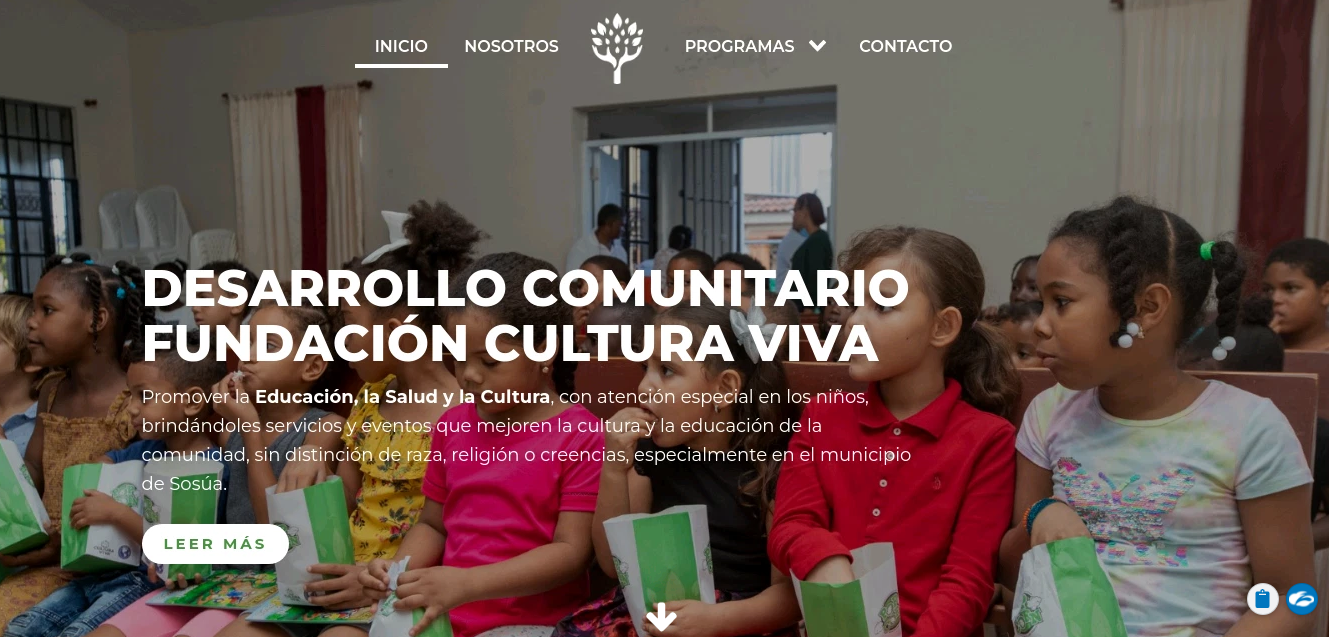 INICIO
NOSOTROS
PROGRAMAS
CONTACTO
DESARROLLO COMUNITARIO
FUNDACIÓN CULTURA VIVA
Promover la Educación, la Salud y la Cultura, con atención especial en los niños,
brindándoles servicios y eventos que mejoren la cultura y la educación de la
comunidad, sin distinción de raza, religión o creencias, especialmente en el municipio
de Sosúa.
LEER MÁS